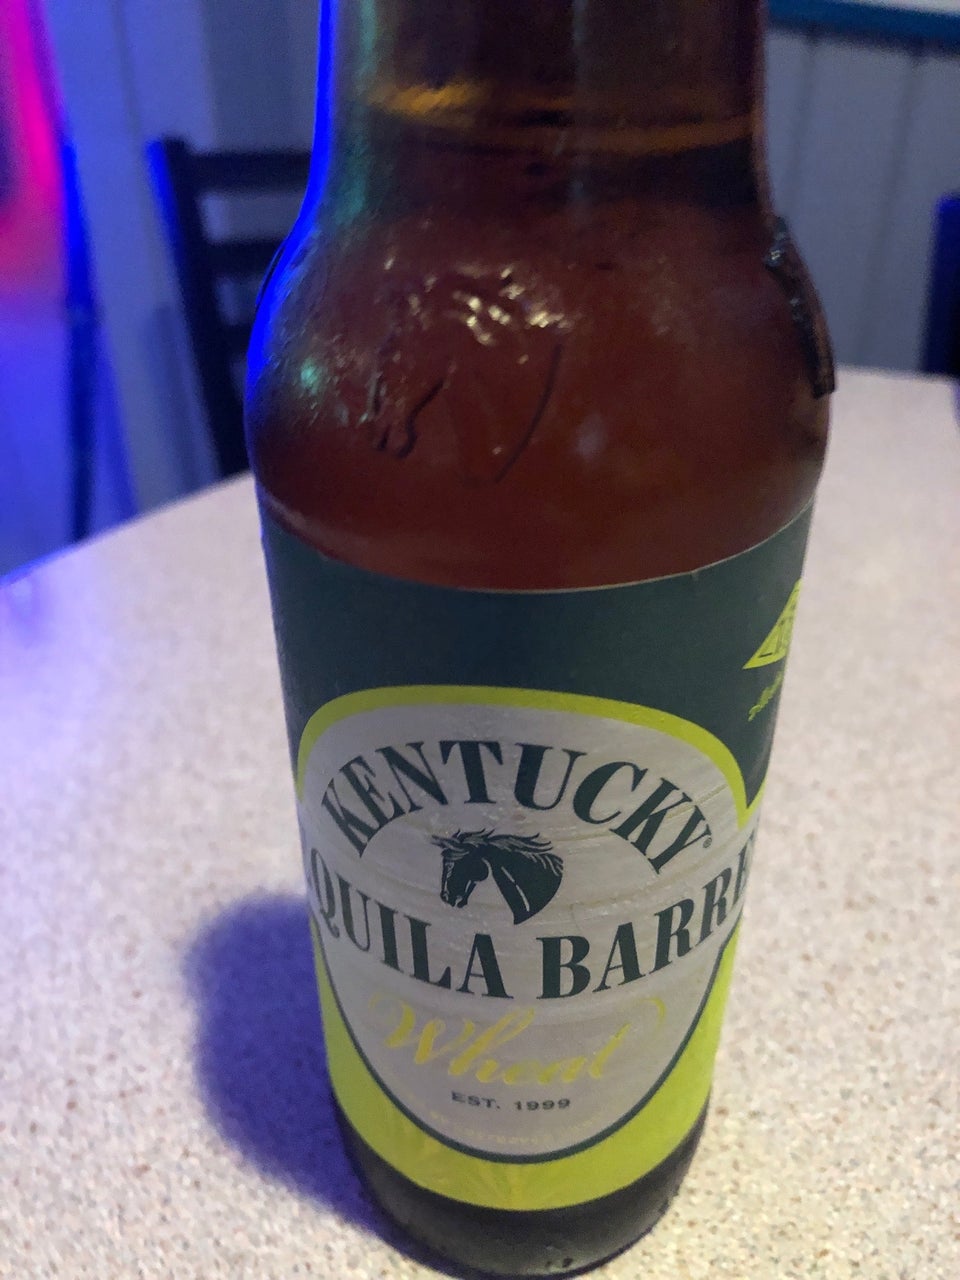 KENTUCKY®
QUILA BARRE
Wheat
EST. 1999